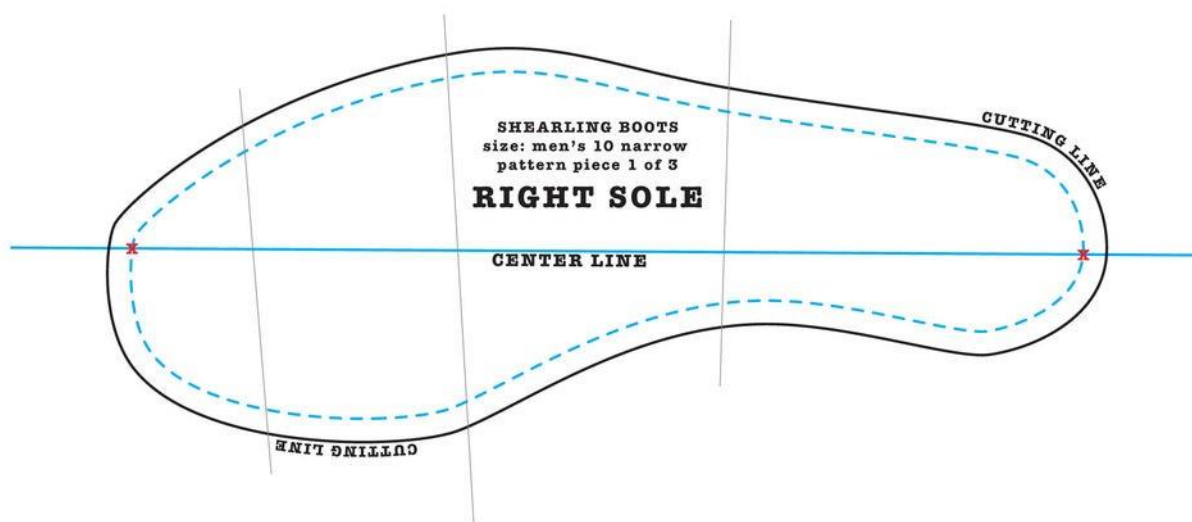 CUTTING LINE
SHEARLING BOOTS
size: men's 10 narrow
pattern piece 1 of 3
RIGHT SOLE
x
x
CENTER LINE
CUTTING LINE